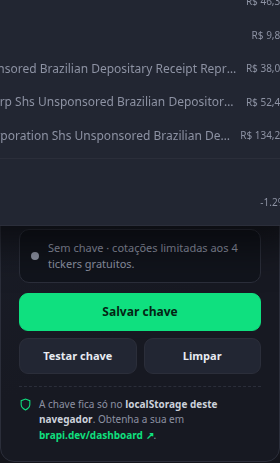 R$ 46,3
R$ 9,8
nsored Brazilian Depositary Receipt Repr... R$ 38,0
rp Shs Unsponsored Brazilian Depositor... R$ 52,4
poration Shs Unsponsored Brazilian De... R$ 134,2
-1.2%
Sem chave · cotações limitadas aos 4
tickers gratuitos.
Salvar chave
Testar chave Limpar
A chave fica só no localStorage deste
navegador. Obtenha a sua em
brapi.dev/dashboard ↗.